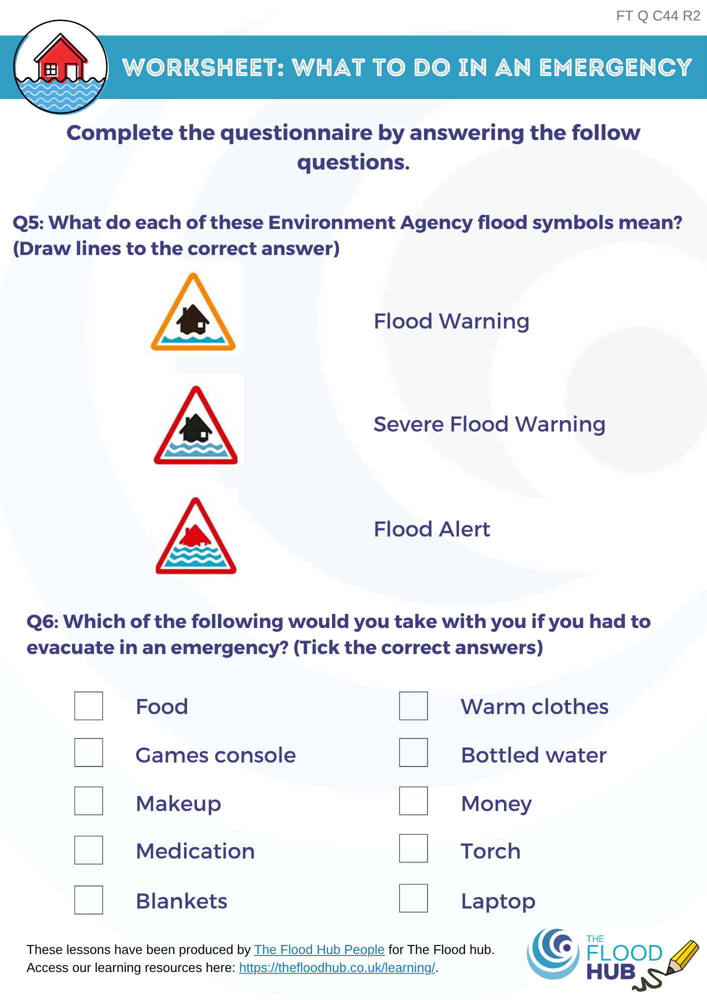 FT Q C44 R2
WORKSHEET: WHAT TO DO IN AN EMERGENCY
Complete the questionnaire by answering the follow
questions.
Q5: What do each of these Environment Agency flood symbols mean?
(Draw lines to the correct answer)
Flood Warning
Severe Flood Warning
Flood Alert
Q6: Which of the following would you take with you if you had to
evacuate in an emergency? (Tick the correct answers)
Food
Warm clothes
Games console
Bottled water
Makeup
Money
Medication
Torch
Blankets
Laptop
These lessons have been produced by The Flood Hub People for The Flood hub.
Access our learning resources here: https://thefloodhub.co.uk/learning/.
THE
FLOOD
HUB